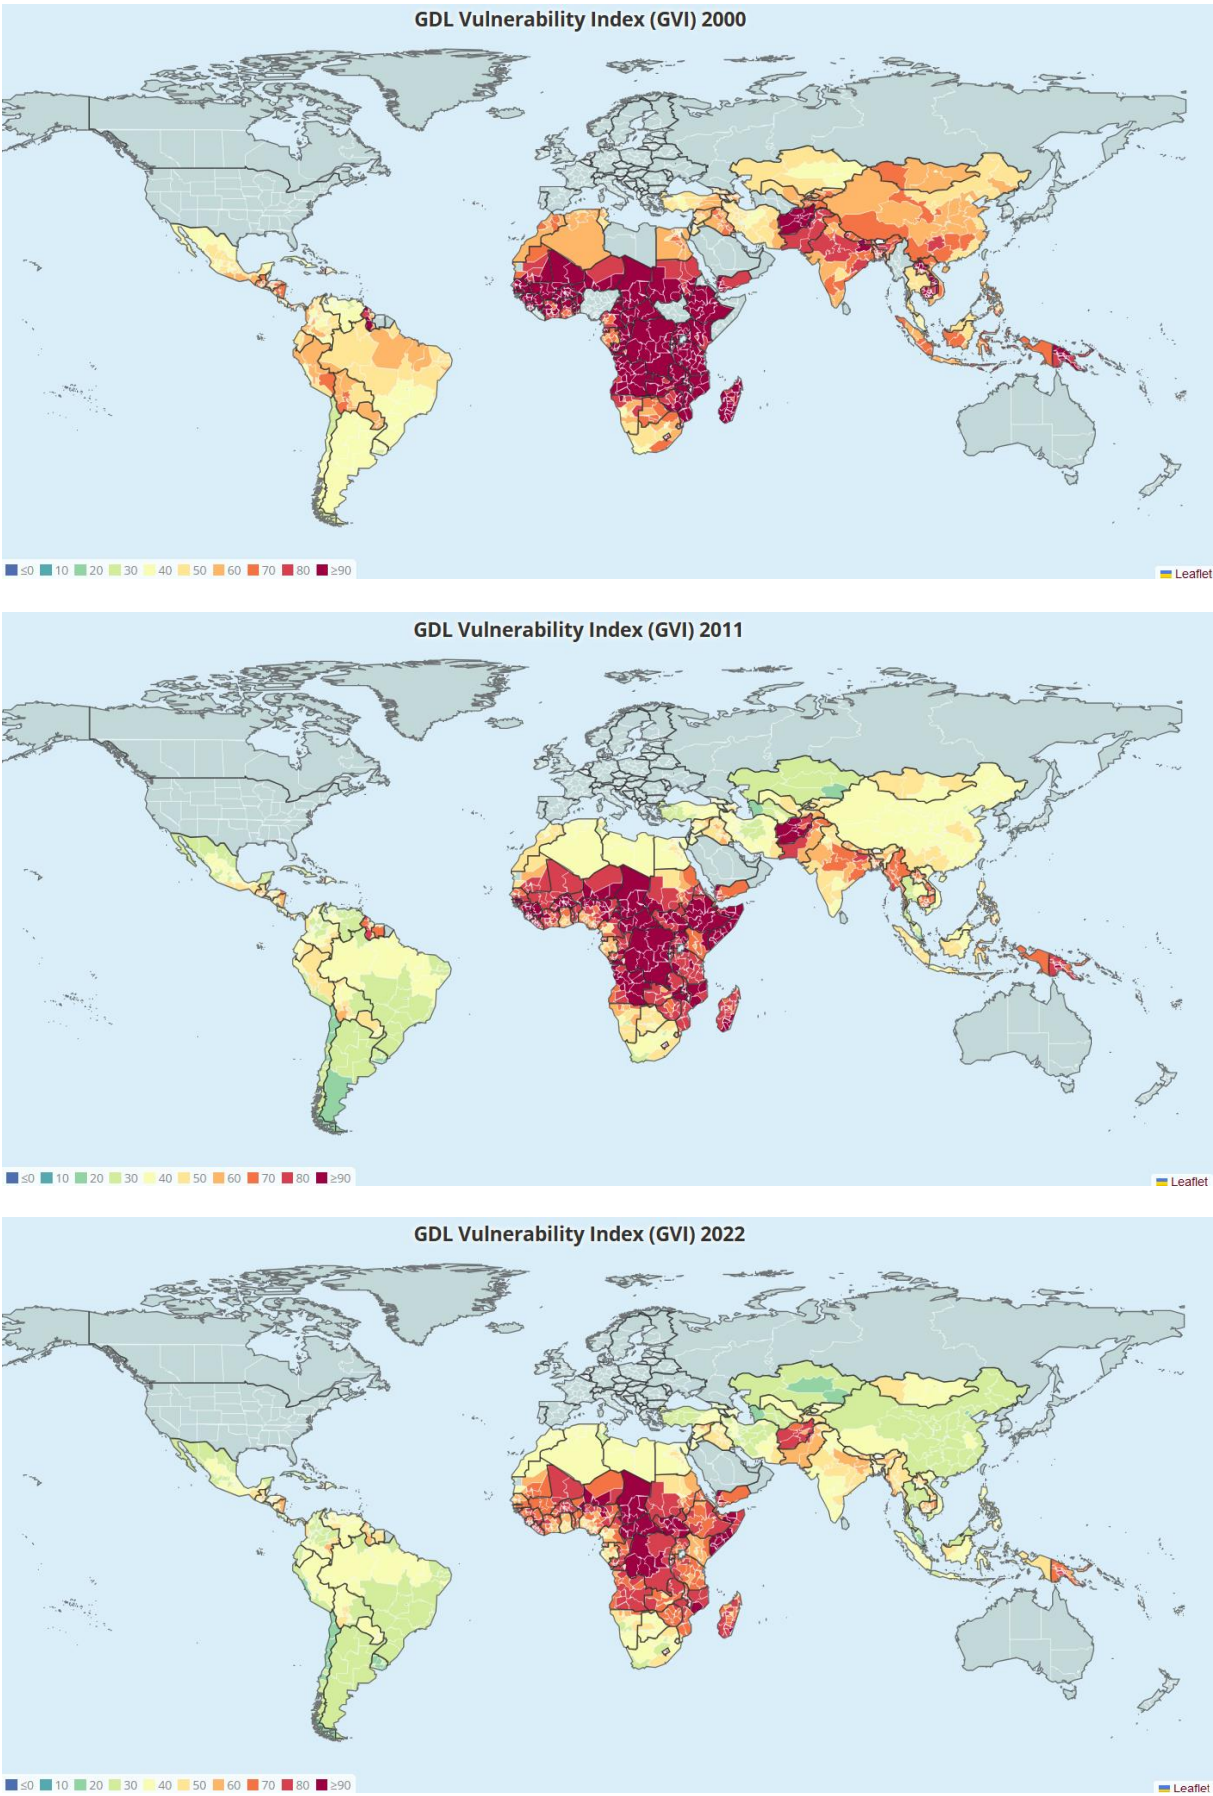 GDL Vulnerability Index (GVI) 2000
≤0 10 20 30 40 50 60 70 80 ≥90
Leaflet
GDL Vulnerability Index (GVI) 2011
≤0 10 20 30 40 50 60 70 80 ≥90
Leaflet
GDL Vulnerability Index (GVI) 2022
≤0 10 20 30 40 50 60 70 80 ≥90
Leaflet